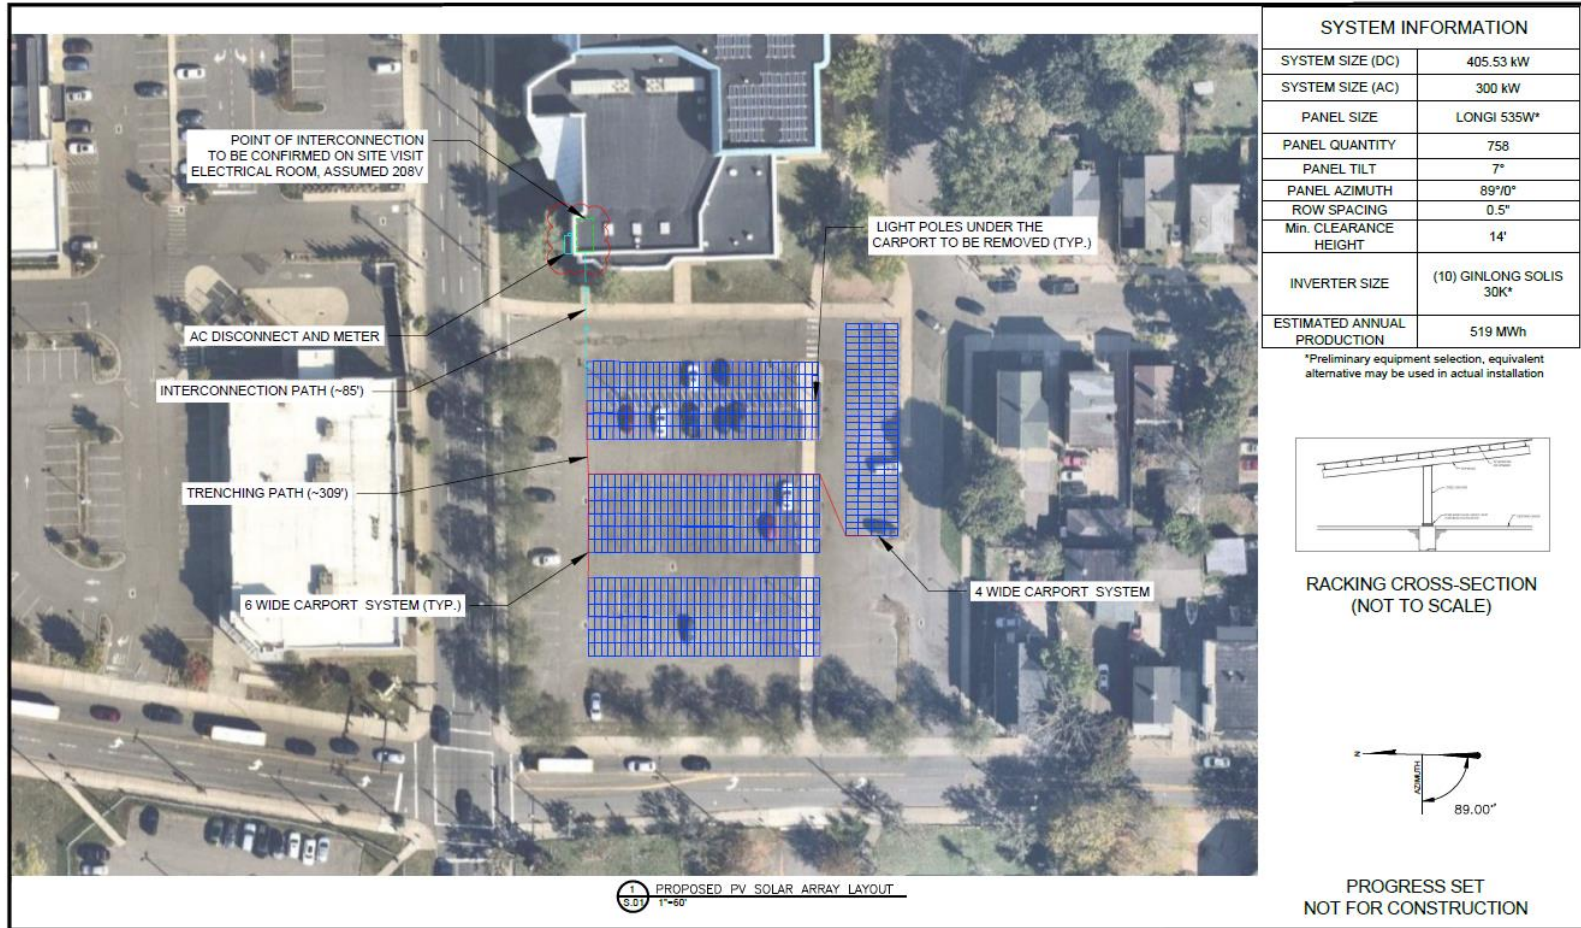 SYSTEM INFORMATION
SYSTEM SIZE (DC) 405.53 kW
SYSTEM SIZE (AC) 300 kW
PANEL SIZE LONGI 535W*
PANEL QUANTITY 758
PANEL TILT 7°
PANEL AZIMUTH 89°/0°
ROW SPACING 0.5"
Min. CLEARANCE
HEIGHT
14'
INVERTER SIZE
(10) GINLONG SOLIS
30K*
ESTIMATED ANNUAL
PRODUCTION
519 MWh
*Preliminary equipment selection, equivalent
alternative may be used in actual installation
POINT OF INTERCONNECTION
TO BE CONFIRMED ON SITE VISIT
ELECTRICAL ROOM, ASSUMED 208V
LIGHT POLES UNDER THE
CARPORT TO BE REMOVED (TYP.)
AC DISCONNECT AND METER
INTERCONNECTION PATH (~85')
TRENCHING PATH (~309')
6 WIDE CARPORT SYSTEM (TYP.)
4 WIDE CARPORT SYSTEM
RACKING CROSS-SECTION
(NOT TO SCALE)
N
AZIMUTH
89.00°
1
S.01
PROPOSED PV SOLAR ARRAY LAYOUT
1"=60'
PROGRESS SET
NOT FOR CONSTRUCTION